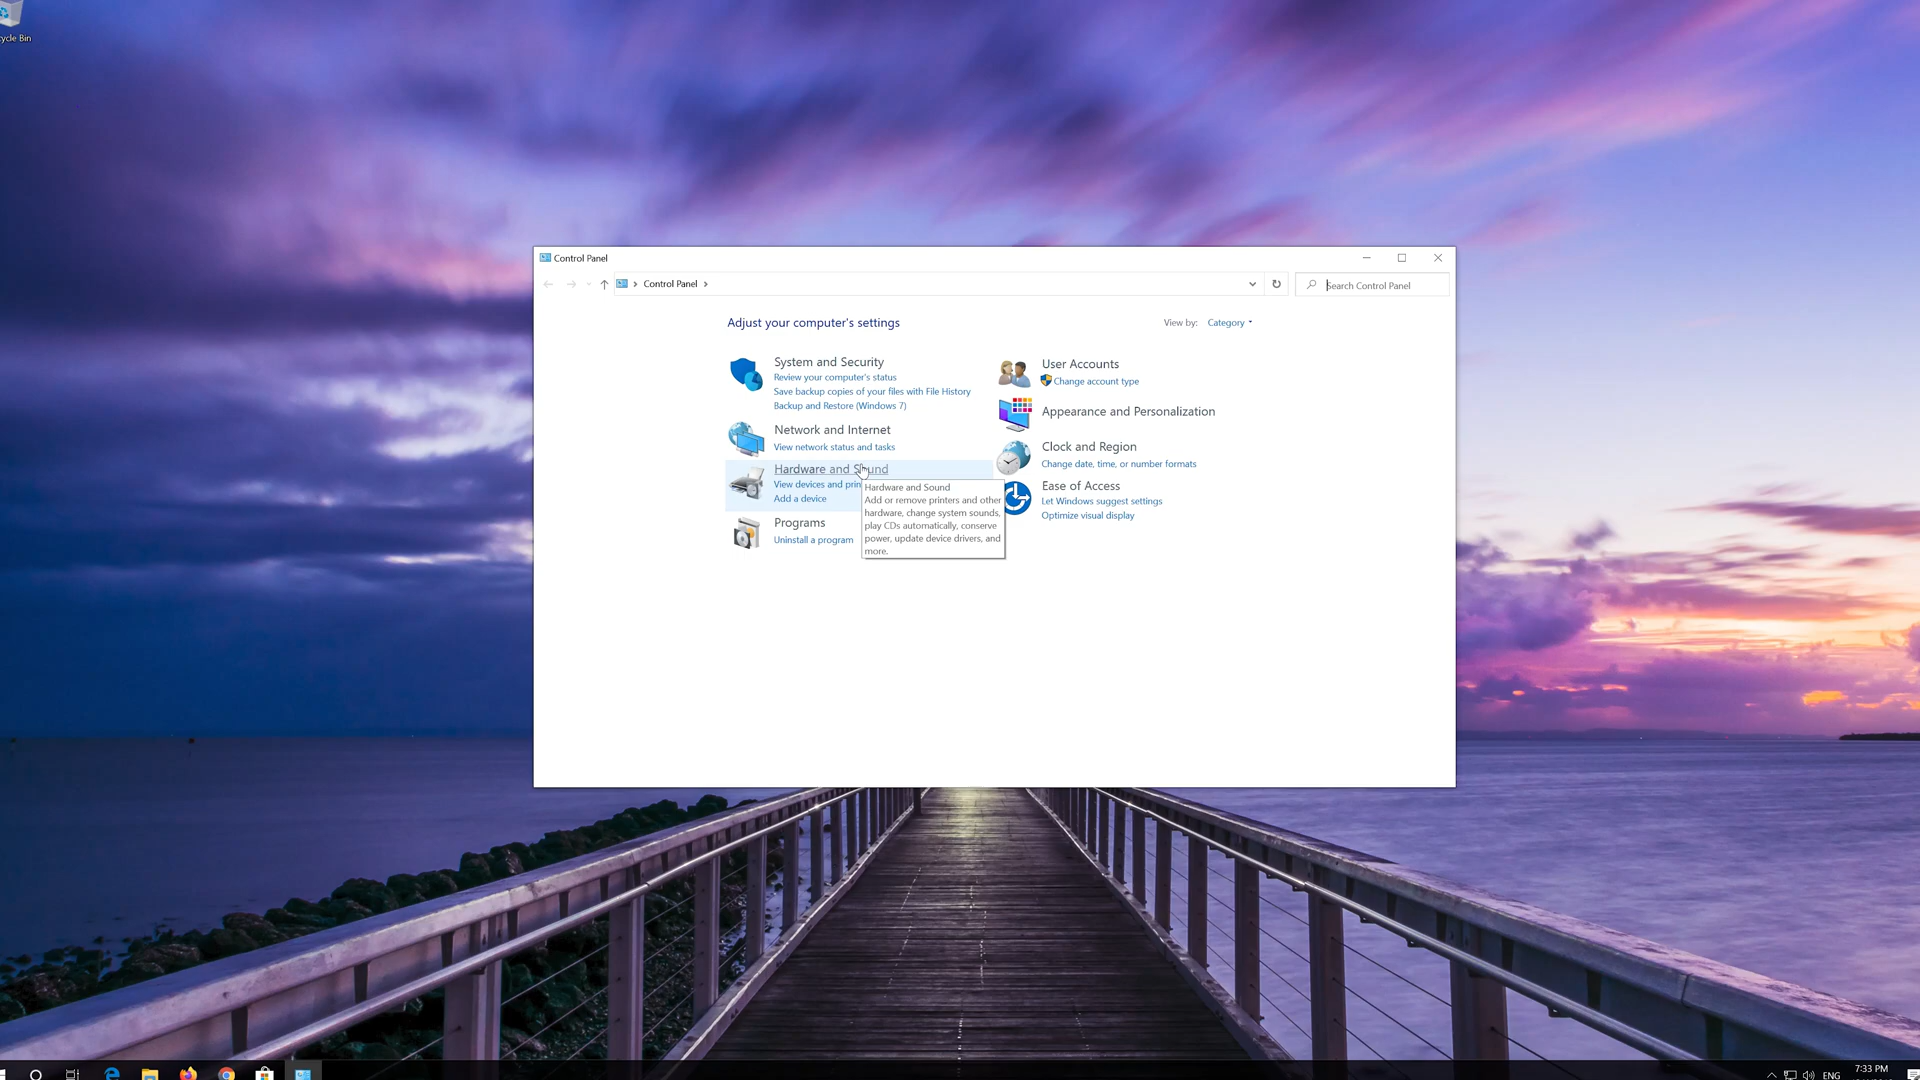 cycle Bin
Control Panel
Control Panel
Search Control Panel
Adjust your computer's settings
View by: Category
System and Security
Review your computer's status
Save backup copies of your files with File History
Backup and Restore (Windows 7)
Network and Internet
View network status and tasks
Hardware and Sound
View devices and prin
Add a device
Hardware and Sound
Add or remove printers and other
hardware, change system sounds,
play CDs automatically, conserve
power, update device drivers, and
more.
Programs
Uninstall a program
User Accounts
Change account type
Appearance and Personalization
Clock and Region
Change date, time, or number formats
Ease of Access
Let Windows suggest settings
Optimize visual display
ENG
7:33 PM